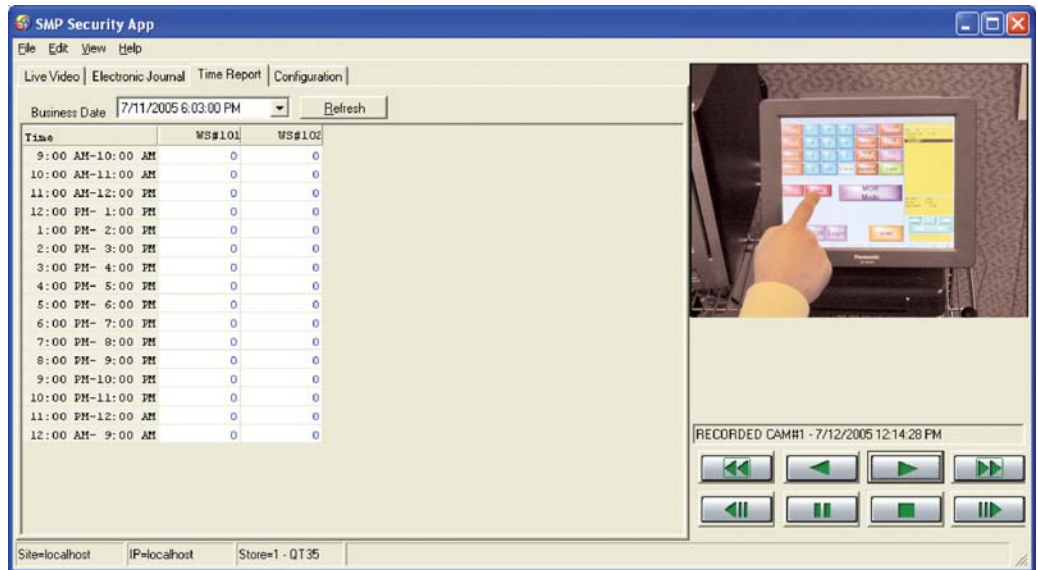 SMP Security App
File Edit View Help
Live Video Electronic Journal Time Report Configuration
Business Date 7/11/2005 6:03:00 PM Refresh
Time WS#101 WS#102
9:00 AM-10:00 AM 0 0
10:00 AM-11:00 AM 0 0
11:00 AM-12:00 PM 0 0
12:00 PM- 1:00 PM 0 0
1:00 PM- 2:00 PM 0 0
2:00 PM- 3:00 PM 0 0
3:00 PM- 4:00 PM 0 0
4:00 PM- 5:00 PM 0 0
5:00 PM- 6:00 PM 0 0
6:00 PM- 7:00 PM 0 0
7:00 PM- 8:00 PM 0 0
8:00 PM- 9:00 PM 0 0
9:00 PM-10:00 PM 0 0
10:00 PM-11:00 PM 0 0
11:00 PM-12:00 AM 0 0
12:00 AM- 9:00 AM 0 0
MGR
Mode
Panasonic
RECORDED CAM#1 - 7/12/2005 12:14:28 PM
Site=localhost IP=localhost Store=1 - QT35